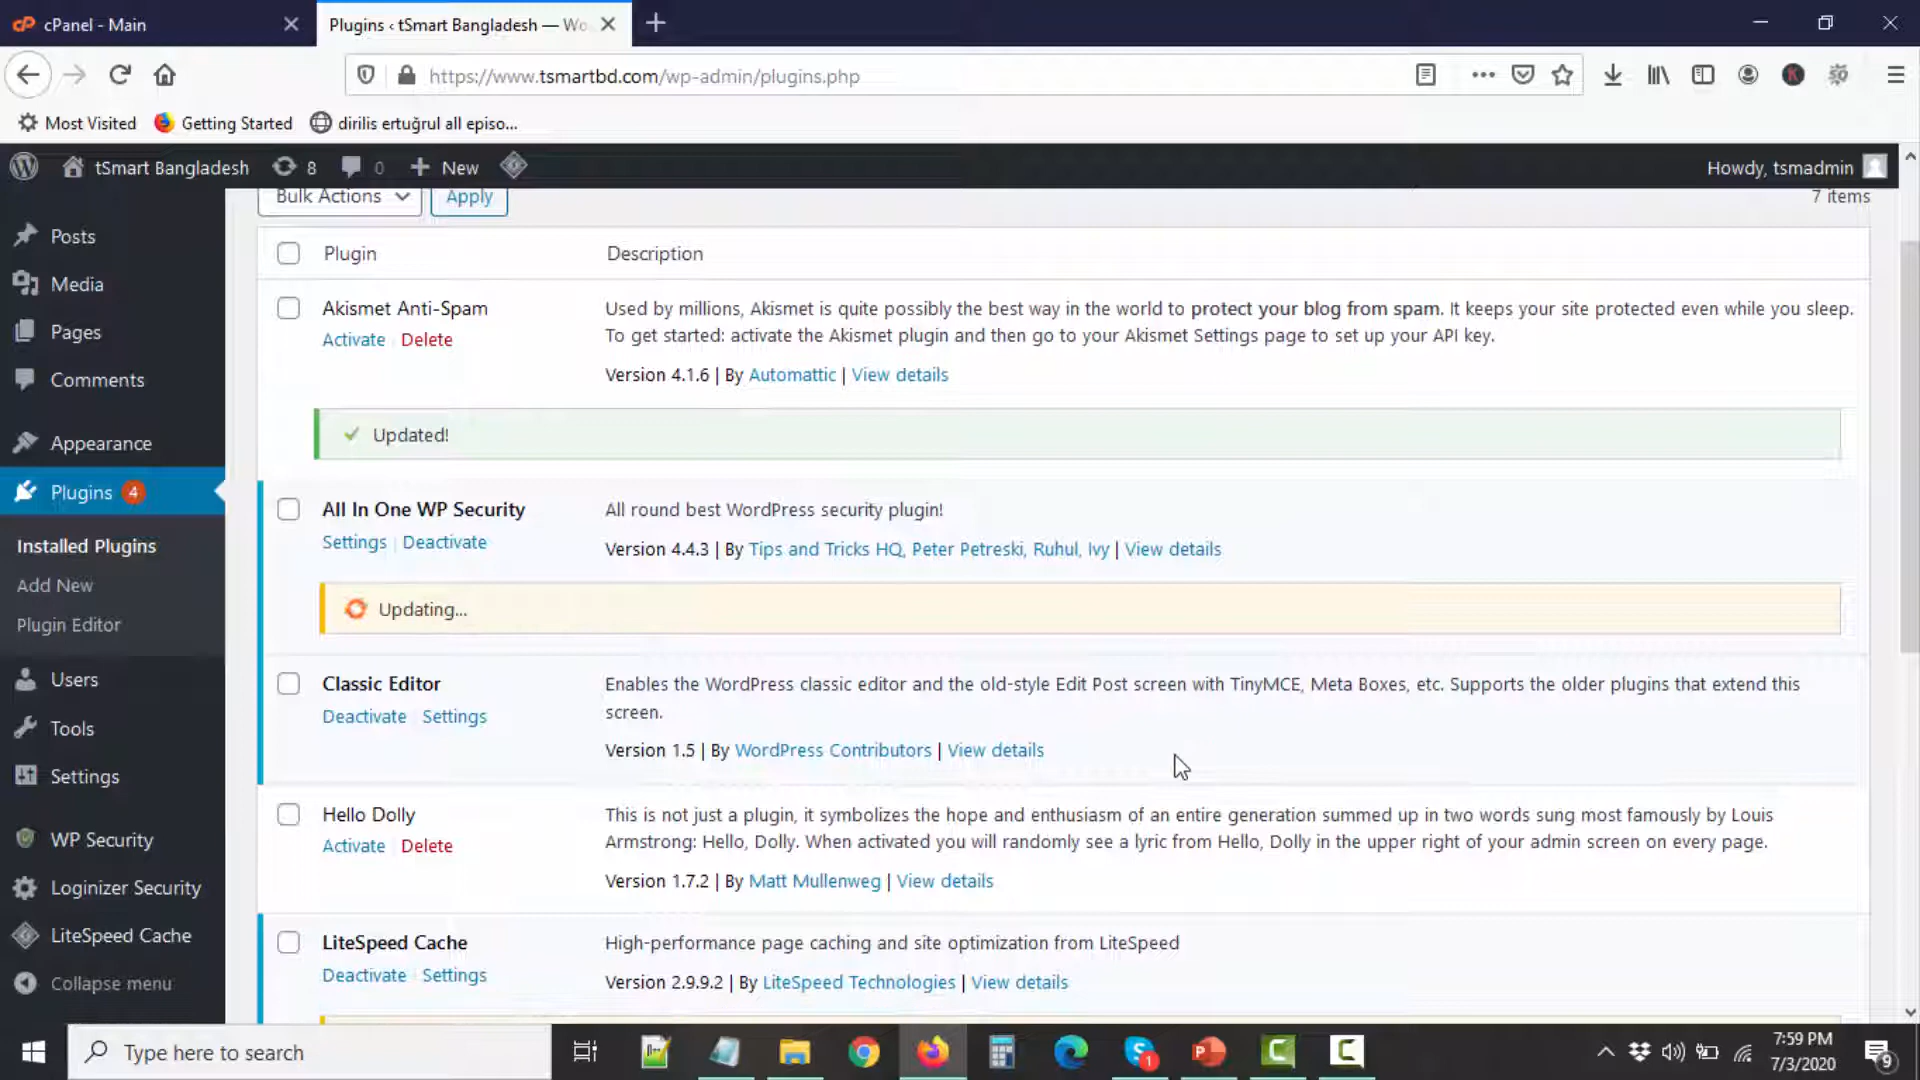 cPanel - Main
Plugins ‹ tSmart Bangladesh — Wo
https://www.tsmartbd.com/wp-admin/plugins.php
Most Visited
Getting Started
dirilis ertuğrul all episo...
tSmart Bangladesh
8
0
New
Howdy, tsmadmin
Bulk Actions
Apply
7 items
Posts
Media
Pages
Comments
Appearance
Plugins 4
Installed Plugins
Add New
Plugin Editor
Users
Tools
Settings
WP Security
Loginizer Security
LiteSpeed Cache
Collapse menu
Plugin
Description
Akismet Anti-Spam
Activate | Delete
Used by millions, Akismet is quite possibly the best way in the world to protect your blog from spam. It keeps your site protected even while you sleep.
To get started: activate the Akismet plugin and then go to your Akismet Settings page to set up your API key.
Version 4.1.6 | By Automattic | View details
Updated!
All In One WP Security
Settings | Deactivate
All round best WordPress security plugin!
Version 4.4.3 | By Tips and Tricks HQ, Peter Petreski, Ruhul, Ivy | View details
Updating...
Classic Editor
Deactivate | Settings
Enables the WordPress classic editor and the old-style Edit Post screen with TinyMCE, Meta Boxes, etc. Supports the older plugins that extend this
screen.
Version 1.5 | By WordPress Contributors | View details
Hello Dolly
Activate | Delete
This is not just a plugin, it symbolizes the hope and enthusiasm of an entire generation summed up in two words sung most famously by Louis
Armstrong: Hello, Dolly. When activated you will randomly see a lyric from Hello, Dolly in the upper right of your admin screen on every page.
Version 1.7.2 | By Matt Mullenweg | View details
LiteSpeed Cache
Deactivate | Settings
High-performance page caching and site optimization from LiteSpeed
Version 2.9.9.2 | By LiteSpeed Technologies | View details
Type here to search
1
7:59 PM
7/3/2020
9